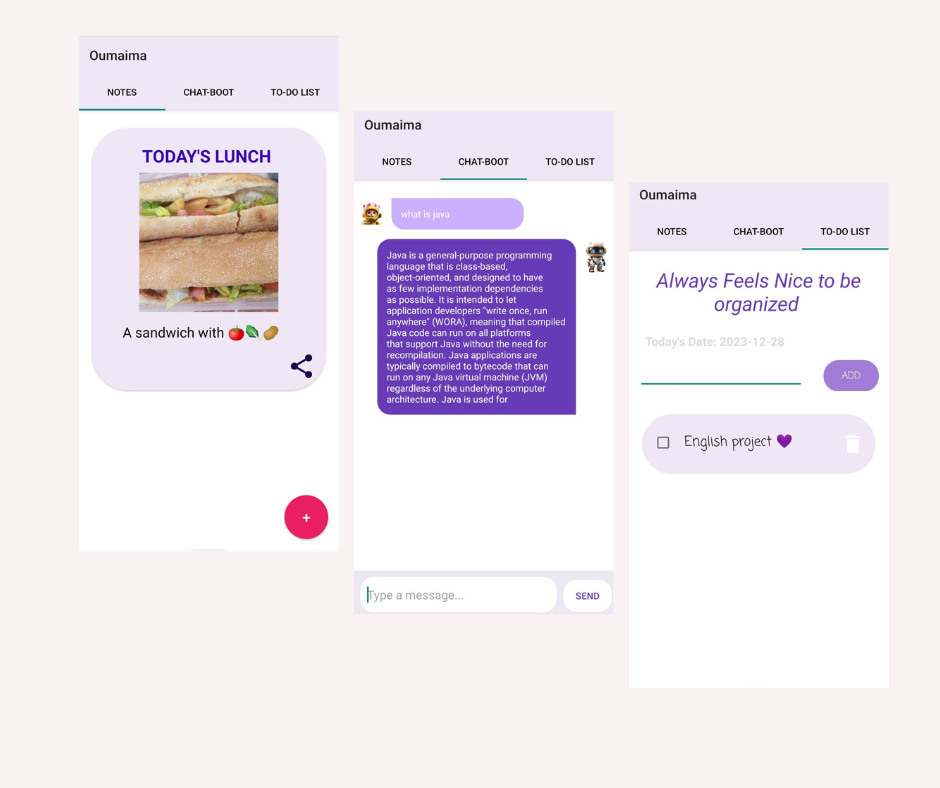 Oumaima
NOTES CHAT-BOOT TO-DO LIST
TODAY'S LUNCH
A sandwich with 🍅🌿🥔
+
Oumaima
NOTES CHAT-BOOT TO-DO LIST
what is java
Java is a general-purpose programming
language that is class-based,
object-oriented, and designed to have
as few implementation dependencies
as possible. It is intended to let
application developers "write once, run
anywhere" (WORA), meaning that compiled
Java code can run on all platforms
that support Java without the need for
recompilation. Java applications are
typically compiled to bytecode that can
run on any Java virtual machine (JVM)
regardless of the underlying computer
architecture. Java is used for
Type a message...
SEND
Oumaima
NOTES CHAT-BOOT TO-DO LIST
Always Feels Nice to be
organized
Today's Date: 2023-12-28
ADD
English project 💜